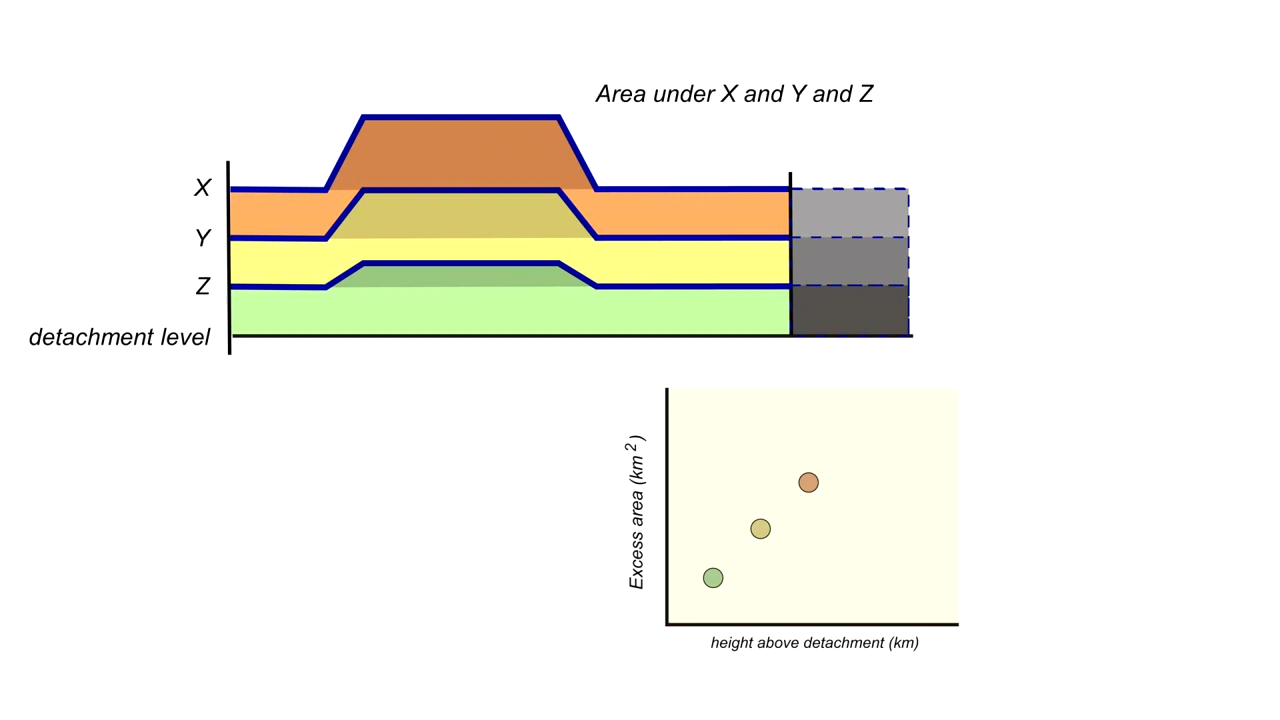 Area under X and Y and Z
X
Y
Z
detachment level
Excess area (km²)
height above detachment (km)